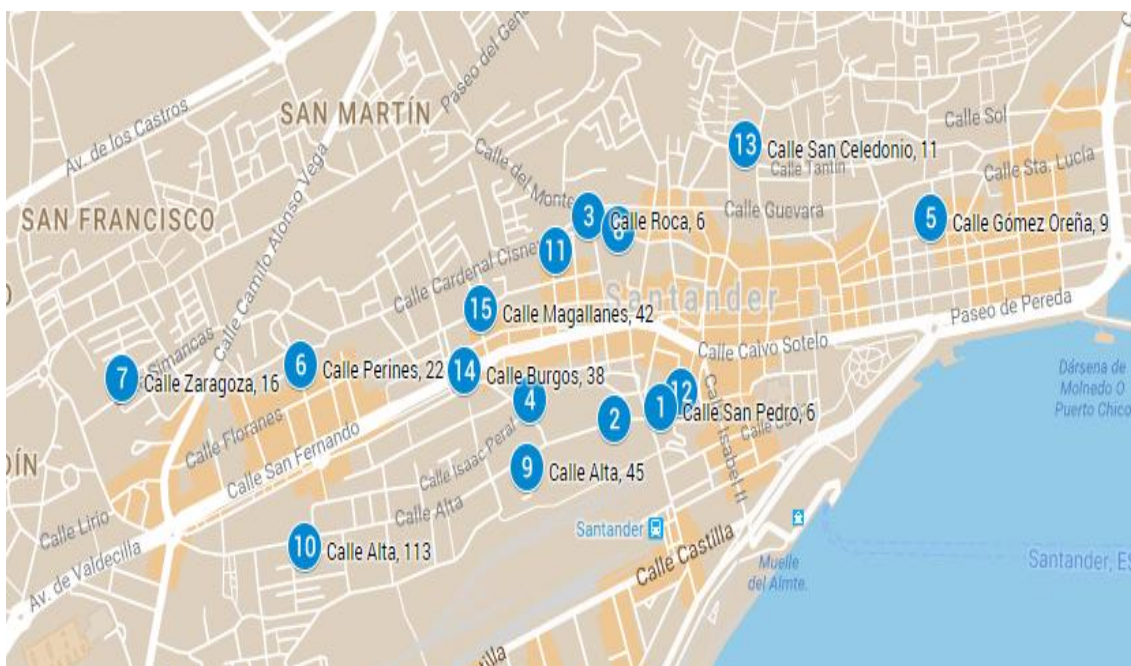 Paseo del Gene
SAN MARTÍN
Av. de los Castros
Calle Sol
13
Calle San Celedonio, 11
Calle Tantín
Calle Sta. Lucía
Calle del Monte
Calle Camilo Alonso Vega
SAN FRANCISCO
3
Calle Roca, 6
Calle Guevara
5
Calle Gómez Oreña, 9
11
Calle Cardenal Cisne
15
Calle Magallanes, 42
Santander
Paseo de Pereda
Calle Calvo Sotelo
Simancas
7
Calle Zaragoza, 16
6
Calle Perines, 22
14
Calle Burgos, 38
4
2
1
12
Calle San Pedro, 6
Calle Isabel II
Dársena de
Molnedo O
Puerto Chico
Calle Floranes
Calle San Fernando
Calle Isaac Peral
9
Calle Alta, 45
DÍN
Calle Lirio
Calle Alta
Santander
10
Calle Alta, 113
Calle Castilla
Muelle
del Almte.
Santander, ES
Av. de Valdecilla
tilla